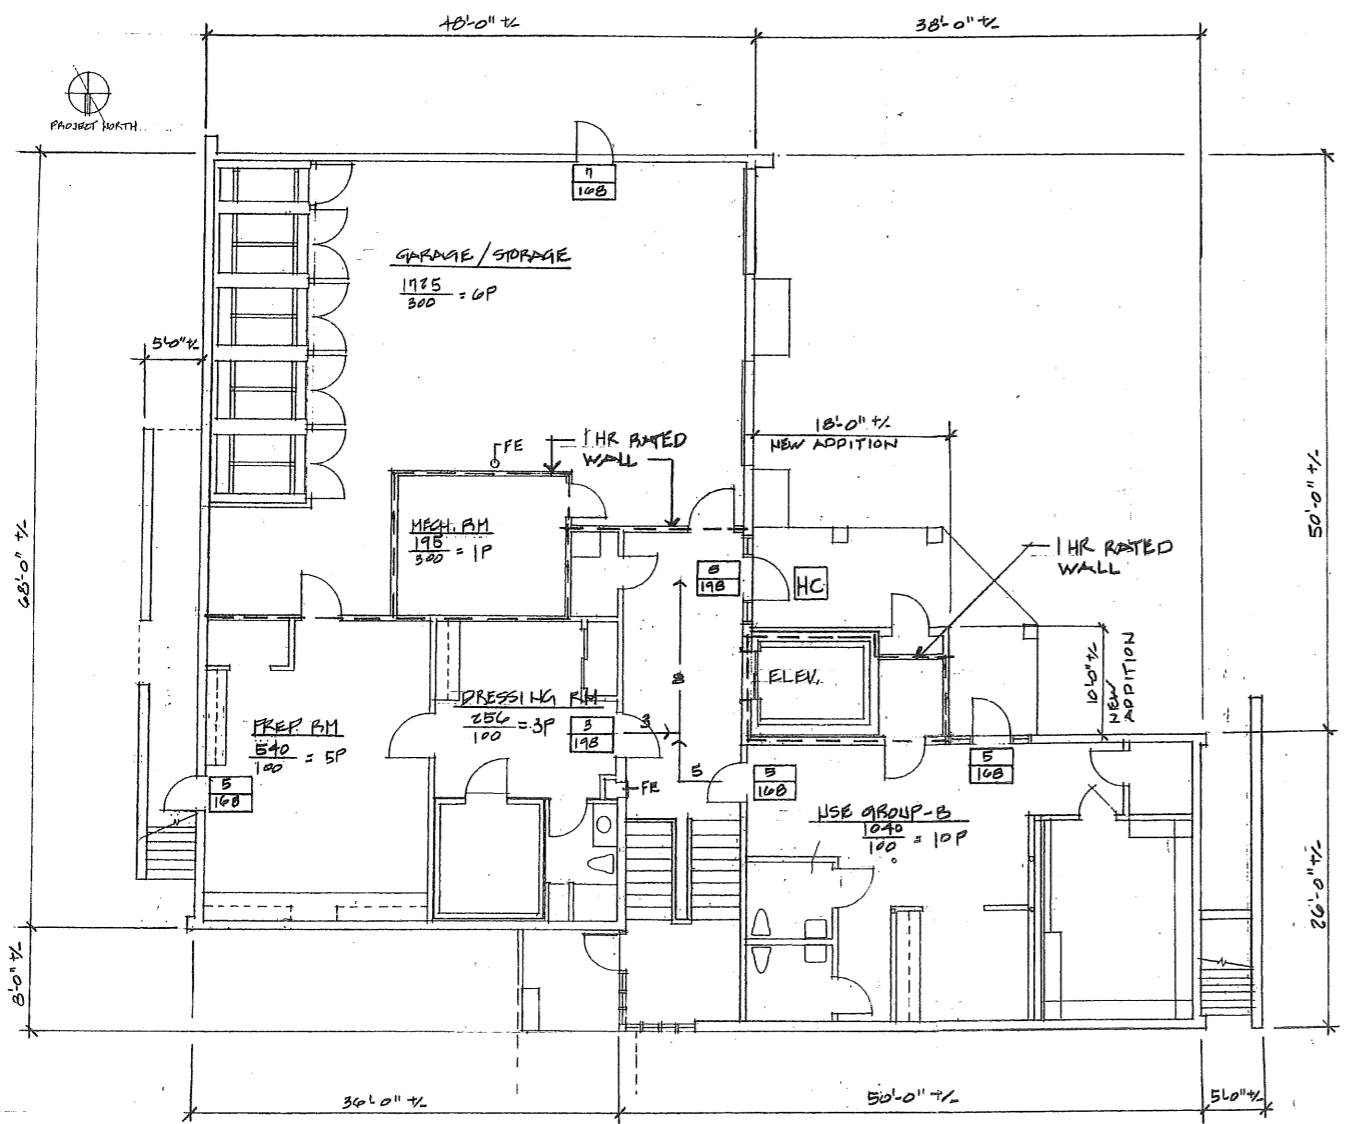 48'-0" +/-
38'-0" +/-
PROJECT NORTH
7
168
GARAGE/STORAGE
1725
300 = 6P
5'-0" +/-
18'-0" +/-
NEW ADDITION
FE
1 HR RATED
WALL
50'-0" +/-
MECH. RM
195
300 = 1P
68'-0" +/-
8
198
HC
1 HR RATED
WALL
ELEV.
8
10'-0" +/-
NEW
ADDITION
DRESSING RM
256
100 = 3P
3
198
3
PREP. RM
540
100 = 5P
5
168
5
FE
5
168
5
168
USE GROUP-B
1040
100 = 10P
26'-0" +/-
8'-0" +/-
36'-0" +/-
50'-0" +/-
5'-0" +/-